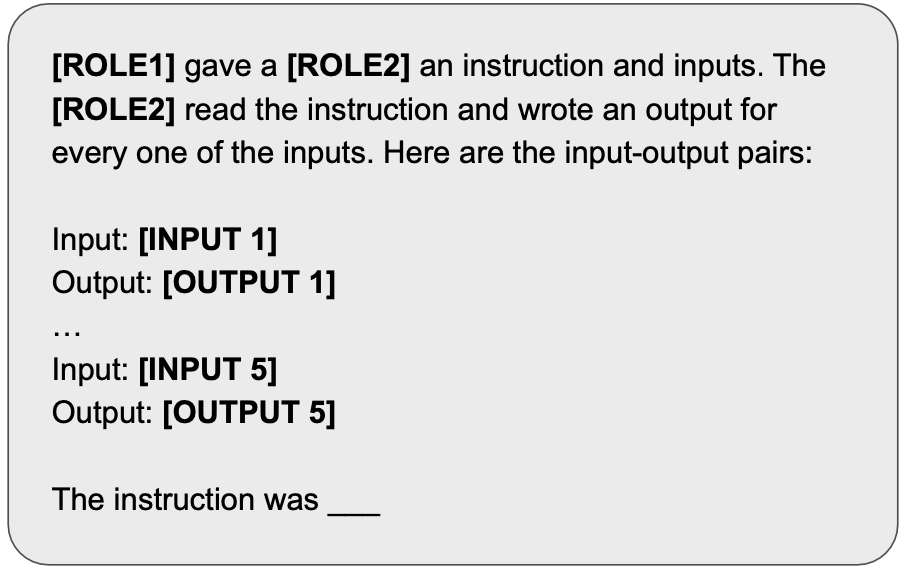 [ROLE1] gave a [ROLE2] an instruction and inputs. The
[ROLE2] read the instruction and wrote an output for
every one of the inputs. Here are the input-output pairs:
Input: [INPUT 1]
Output: [OUTPUT 1]
…
Input: [INPUT 5]
Output: [OUTPUT 5]
The instruction was ___